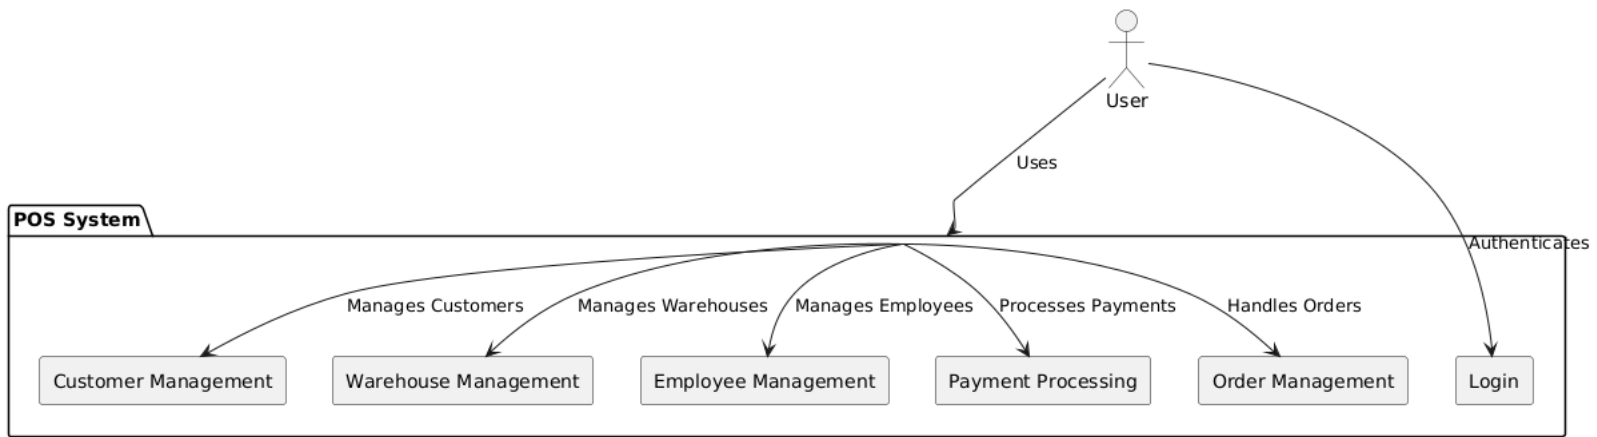 User
Uses
POS System
Authenticates
Manages Customers
Manages Warehouses
Manages Employees
Processes Payments
Handles Orders
Customer Management
Warehouse Management
Employee Management
Payment Processing
Order Management
Login